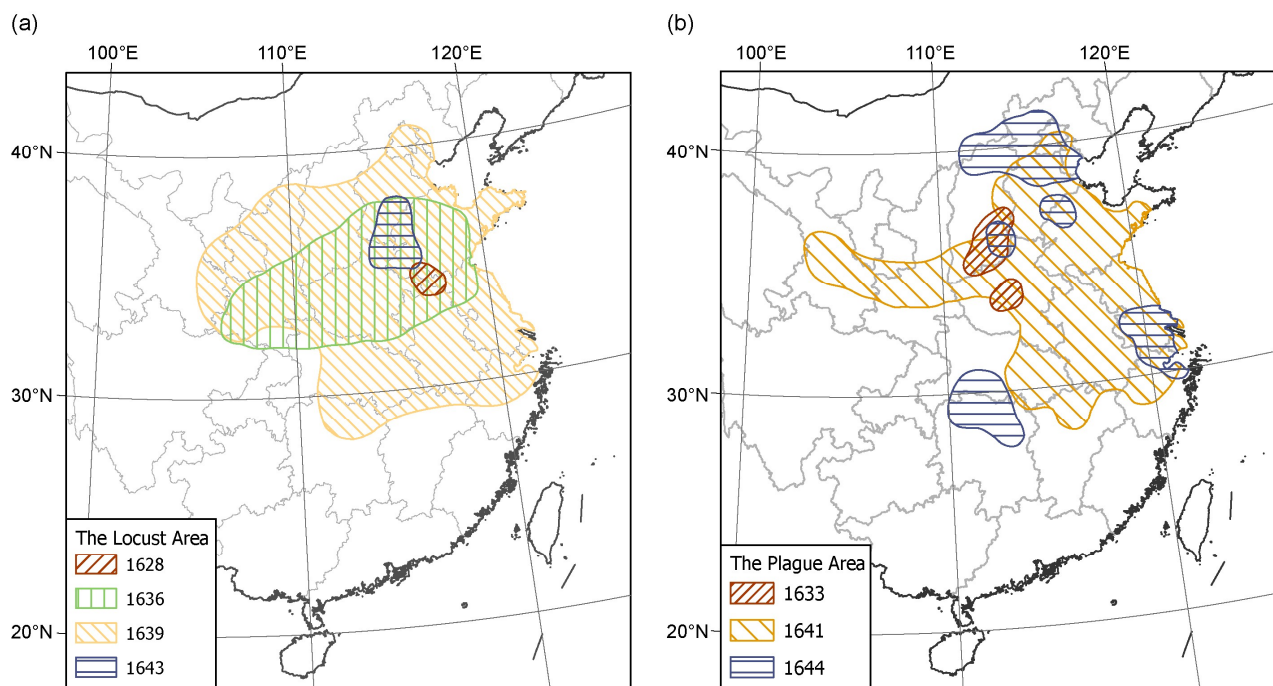 (a)
100°E 110°E 120°E
40°N
30°N
20°N
The Locust Area
1628
1636
1639
1643
(b)
100°E 110°E 120°E
40°N
30°N
20°N
The Plague Area
1633
1641
1644